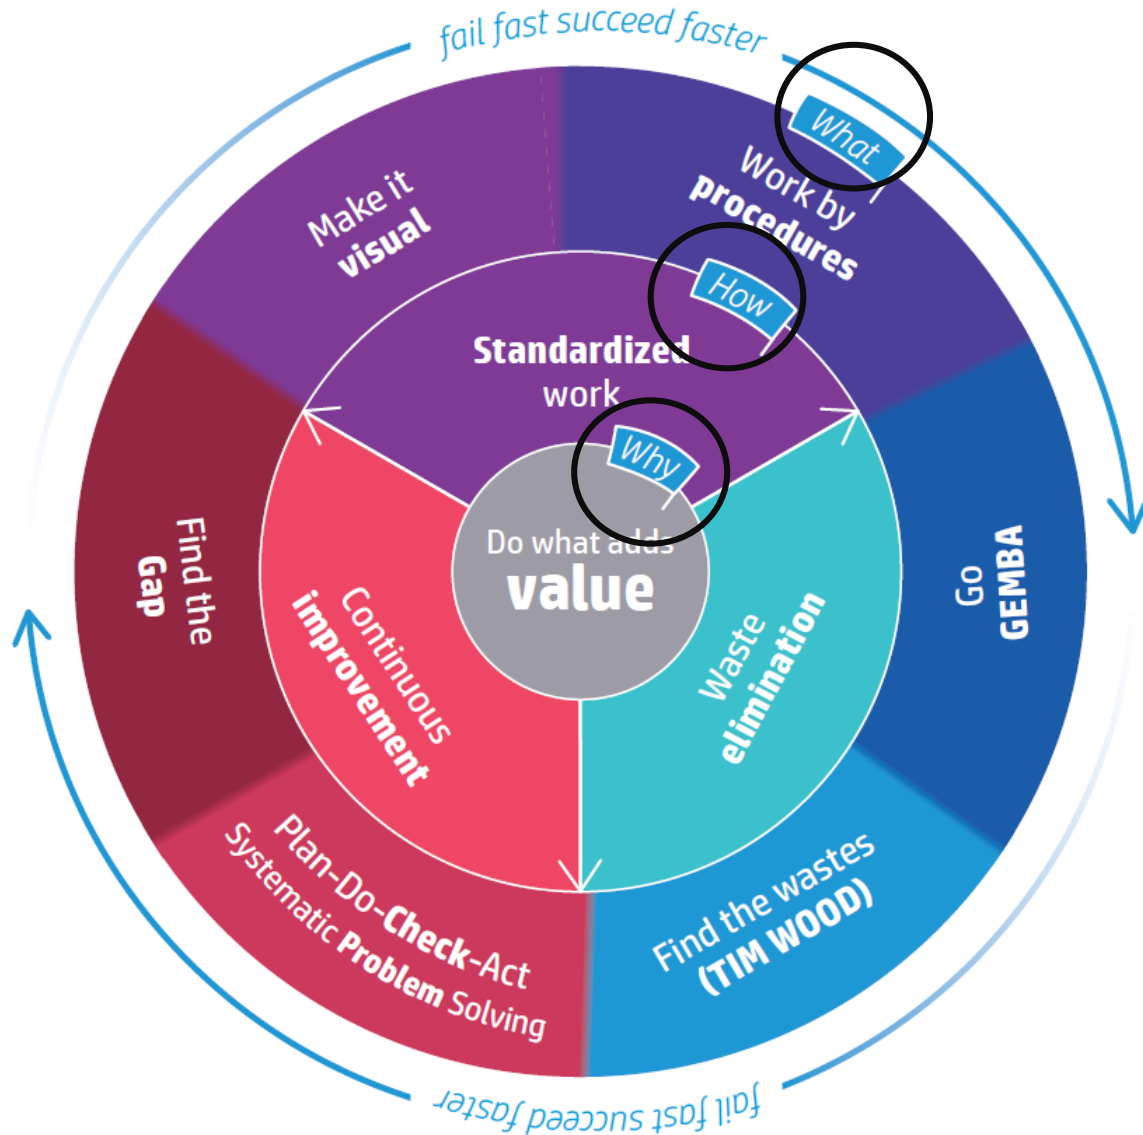 fail fast succeed faster
What
Work by
procedures
Make it
visual
How
Standardized
work
Why
Do what adds
value
Go
GEMBA
Find the
Gap
Continuous
improvement
Waste
elimination
Find the wastes
(TIM WOOD)
Plan-Do-Check-Act
Systematic Problem Solving
fail fast succeed faster